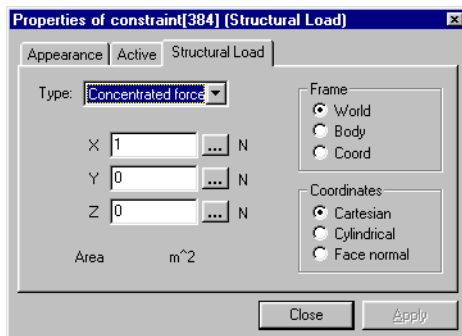 Properties of constraint[384] (Structural Load)
Appearance Active Structural Load
Type: Concentrated force
X 1 ... N
Y 0 ... N
Z 0 ... N
Area m^2
Frame
World
Body
Coord
Coordinates
Cartesian
Cylindrical
Face normal
Close Apply